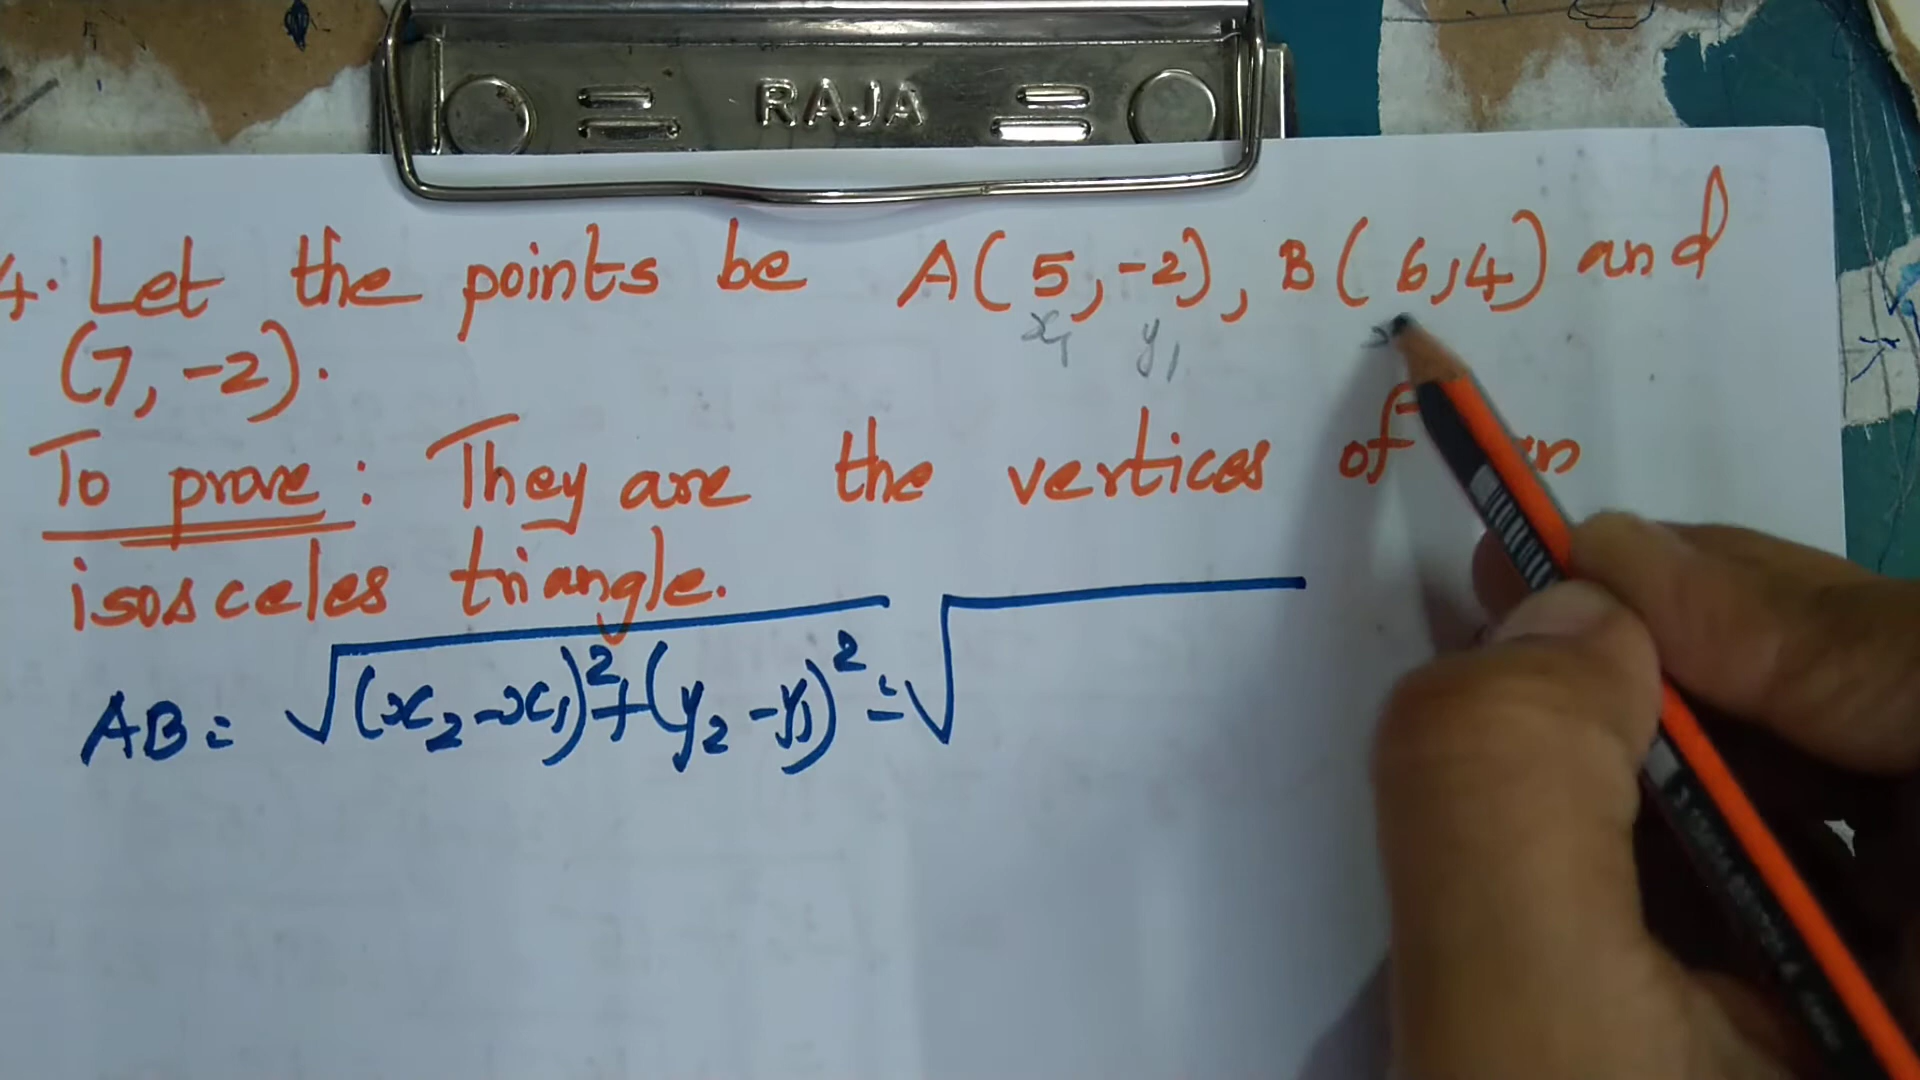 RAJA
4. Let the points be A(5,-2), B(6,4) and
x₁ y₁ x
(7,-2).
To prove: They are the vertices of an
isosceles triangle.
AB = √(x₂-x₁)²+(y₂-y₁)² = √